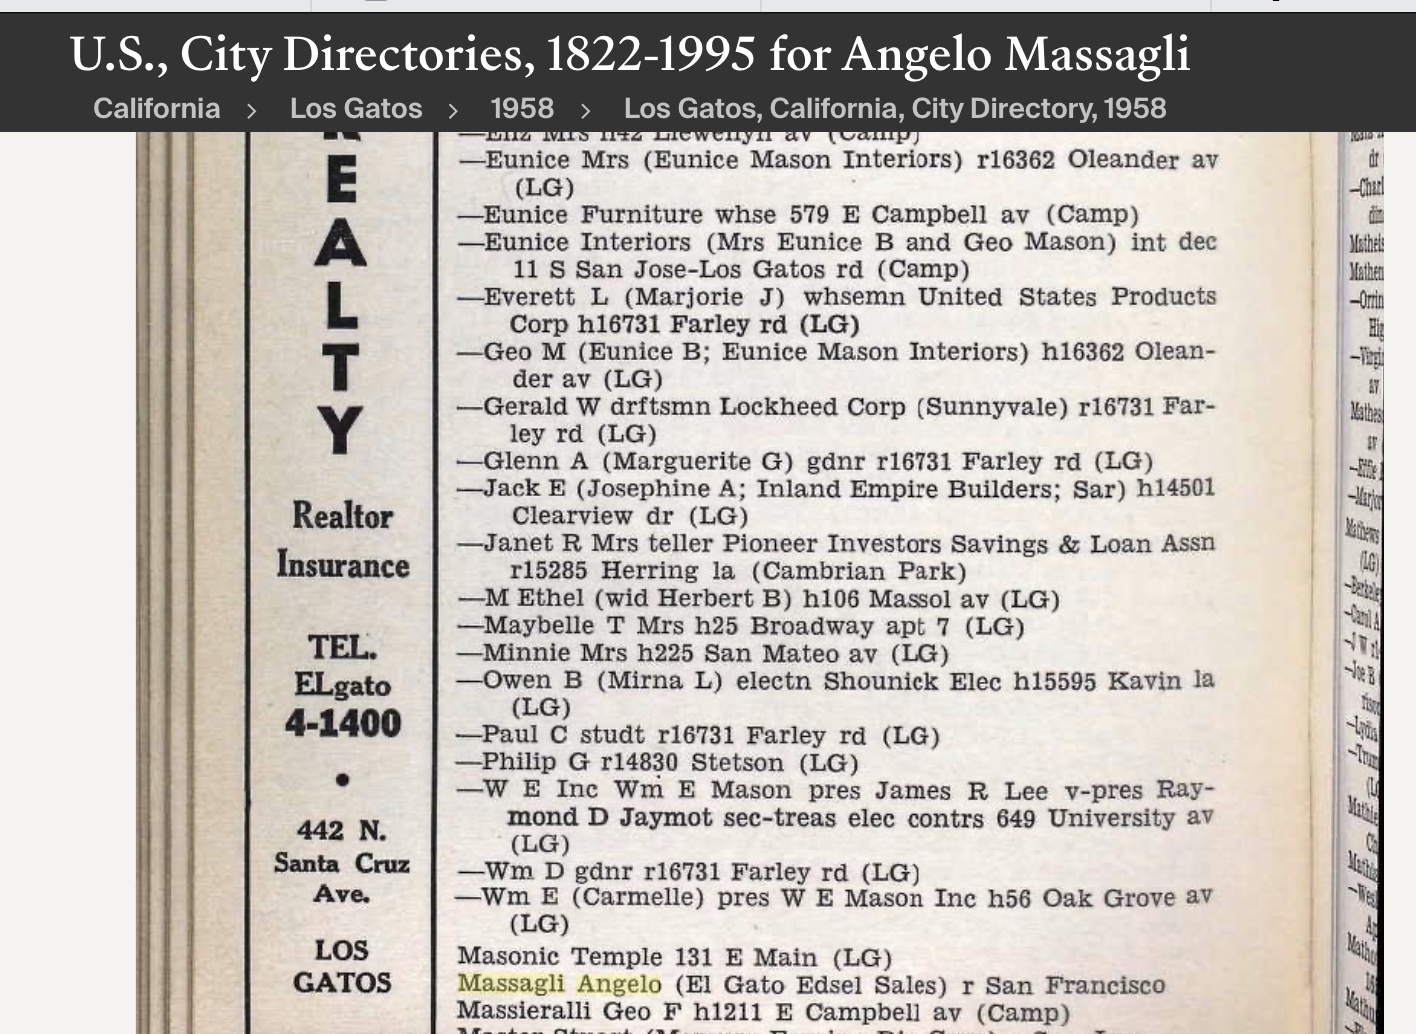 U.S., City Directories, 1822-1995 for Angelo Massagli
California > Los Gatos > 1958 > Los Gatos, California, City Directory, 1958
E
A
L
T
Y
Realtor
Insurance
TEL.
ELgato
4-1400
•
442 N.
Santa Cruz
Ave.
LOS
GATOS
Mrs h42 Llewellyn av (Camp)
—Eunice Mrs (Eunice Mason Interiors) r16362 Oleander av
(LG)
—Eunice Furniture whse 579 E Campbell av (Camp)
—Eunice Interiors (Mrs Eunice B and Geo Mason) int dec
11 S San Jose-Los Gatos rd (Camp)
—Everett L (Marjorie J) whsemn United States Products
Corp h16731 Farley rd (LG)
—Geo M (Eunice B; Eunice Mason Interiors) h16362 Olean-
der av (LG)
—Gerald W drftsmn Lockheed Corp (Sunnyvale) r16731 Far-
ley rd (LG)
—Glenn A (Marguerite G) gdnr r16731 Farley rd (LG)
—Jack E (Josephine A; Inland Empire Builders; Sar) h14501
Clearview dr (LG)
—Janet R Mrs teller Pioneer Investors Savings & Loan Assn
r15285 Herring la (Cambrian Park)
—M Ethel (wid Herbert B) h106 Massol av (LG)
—Maybelle T Mrs h25 Broadway apt 7 (LG)
—Minnie Mrs h225 San Mateo av (LG)
—Owen B (Mirna L) electn Shounick Elec h15595 Kavin la
(LG)
—Paul C studt r16731 Farley rd (LG)
—Philip G r14830 Stetson (LG)
—W E Inc Wm E Mason pres James R Lee v-pres Ray-
mond D Jaymot sec-treas elec contrs 649 University av
(LG)
—Wm D gdnr r16731 Farley rd (LG)
—Wm E (Carmelle) pres W E Mason Inc h56 Oak Grove av
(LG)
Masonic Temple 131 E Main (LG)
Massagli Angelo (El Gato Edsel Sales) r San Francisco
Massieralli Geo F h1211 E Campbell av (Camp)
dr
av
(LG)